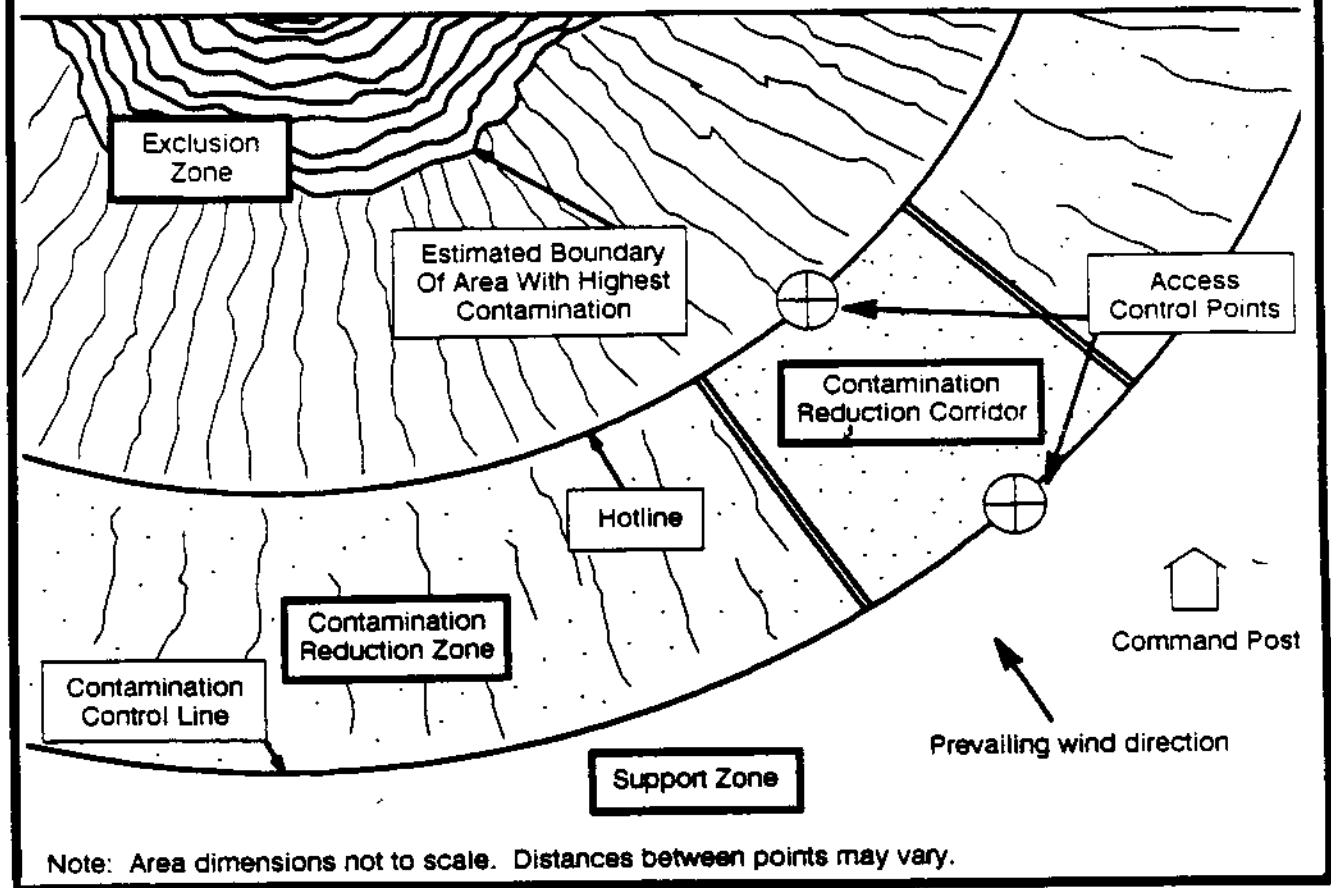 Exclusion
Zone
Estimated Boundary
Of Area With Highest
Contamination
Access
Control Points
Contamination
Reduction Corridor
Hotline
Contamination
Reduction Zone
Command Post
Contamination
Control Line
Prevailing wind direction
Support Zone
Note: Area dimensions not to scale. Distances between points may vary.